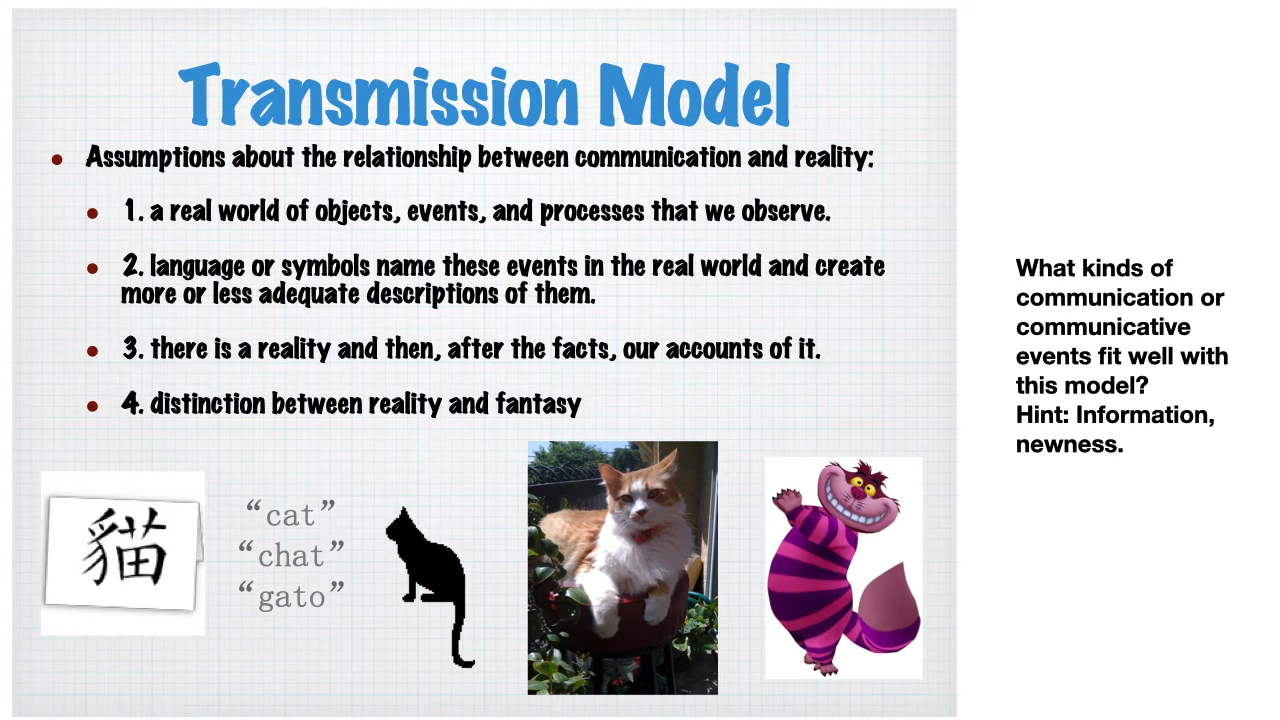 Transmission Model
• Assumptions about the relationship between communication and reality:
• 1. a real world of objects, events, and processes that we observe.
• 2. language or symbols name these events in the real world and create
more or less adequate descriptions of them.
• 3. there is a reality and then, after the facts, our accounts of it.
• 4. distinction between reality and fantasy
貓
“cat”
“chat”
“gato”
What kinds of
communication or
communicative
events fit well with
this model?
Hint: Information,
newness.